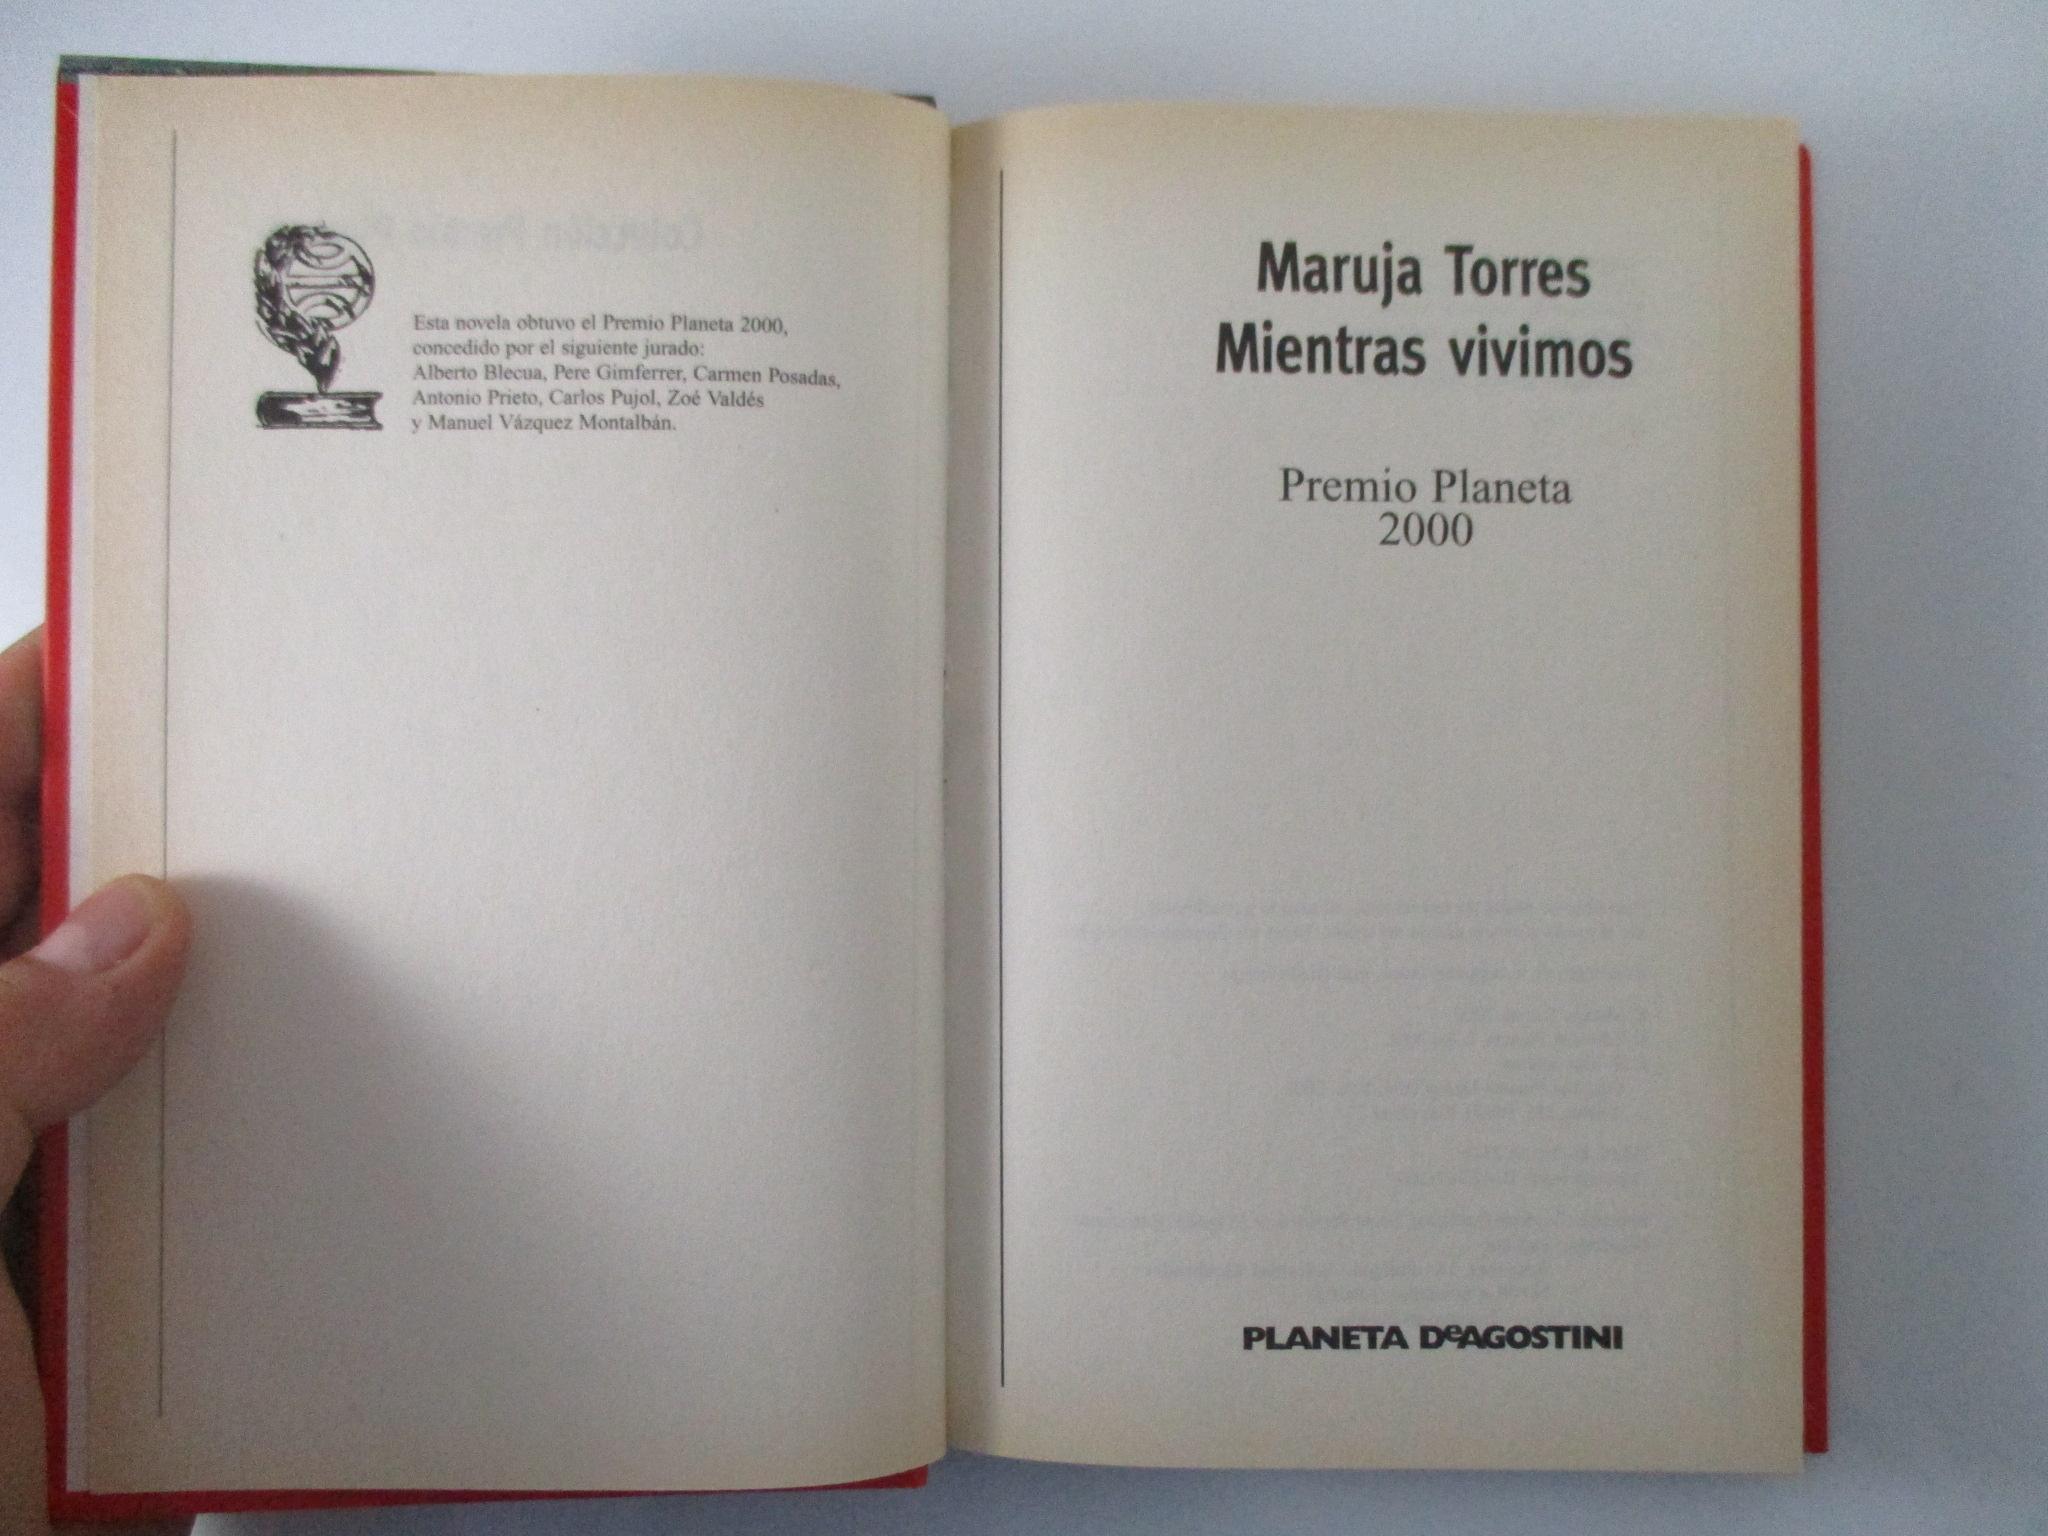 Esta novela obtuvo el Premio Planeta 2000,
concedido por el siguiente jurado:
Alberto Blecua, Pere Gimferrer, Carmen Posadas,
Antonio Prieto, Carlos Pujol, Zoé Valdés
y Manuel Vázquez Montalbán.
Maruja Torres
Mientras vivimos
Premio Planeta
2000
PLANETA DeAGOSTINI